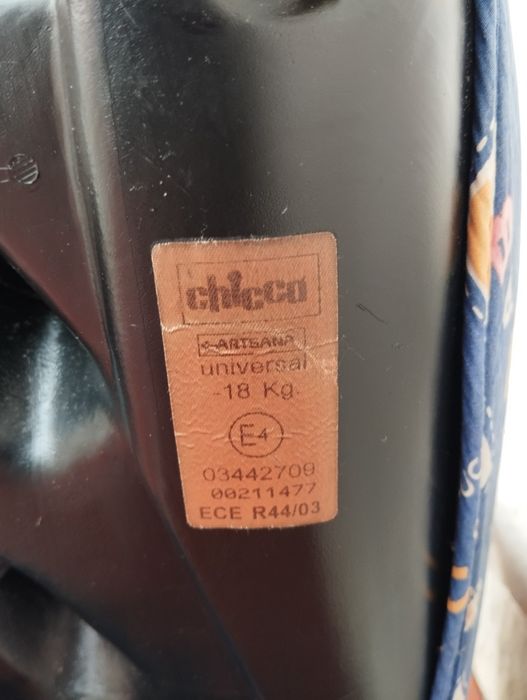 chicco
ARTSANA
universal
-18 Kg.
E4
03442709
00211477
ECE R44/03